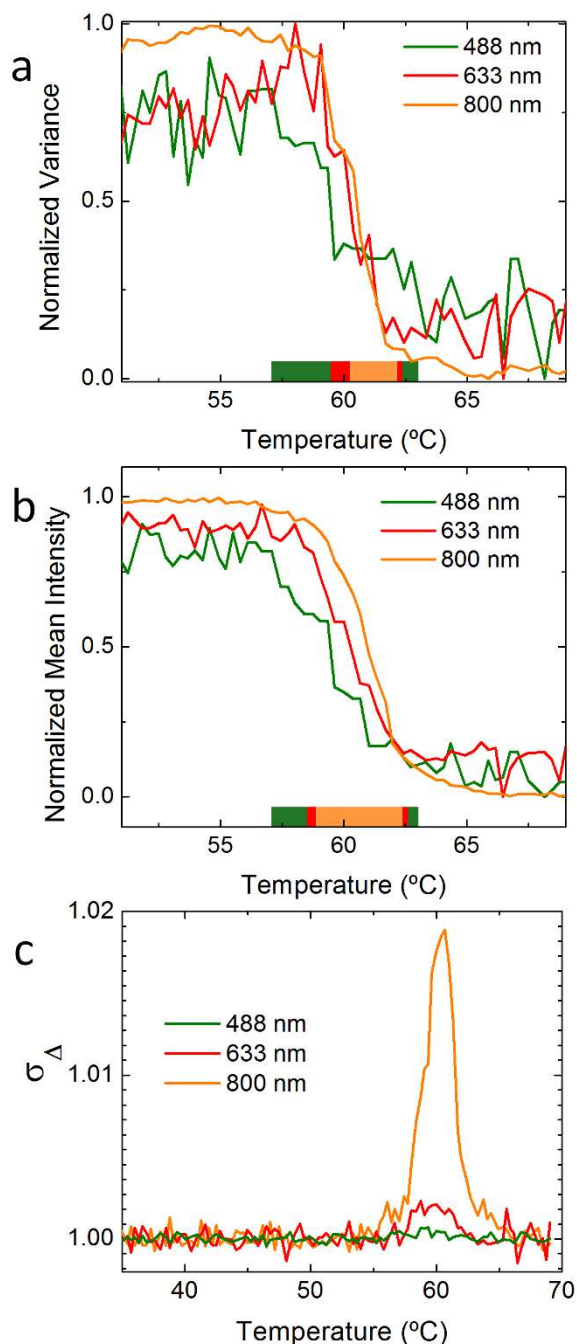 a
1.0
0.5
0.0
Normalized Variance
488 nm
633 nm
800 nm
55
60
65
Temperature (ºC)
b
1.0
0.5
0.0
Normalized Mean Intensity
488 nm
633 nm
800 nm
55
60
65
Temperature (ºC)
c
1.02
1.01
1.00
σΔ
488 nm
633 nm
800 nm
40
50
60
70
Temperature (ºC)